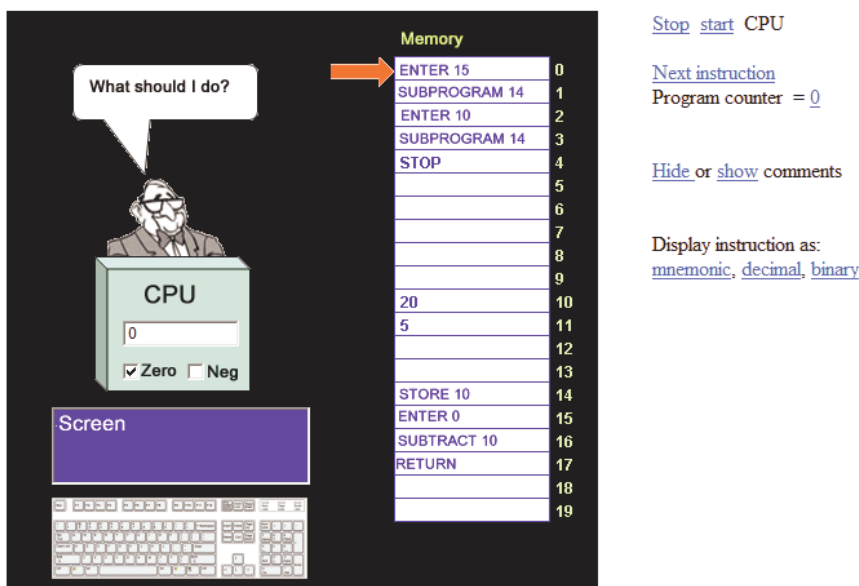 Memory
What should I do?
ENTER 15 0
SUBPROGRAM 14 1
ENTER 10 2
SUBPROGRAM 14 3
STOP 4
5
6
7
8
9
20 10
5 11
12
13
STORE 10 14
ENTER 0 15
SUBTRACT 10 16
RETURN 17
18
19
CPU
0
Zero Neg
Screen
Stop start CPU
Next instruction
Program counter = 0
Hide or show comments
Display instruction as:
mnemonic, decimal, binary